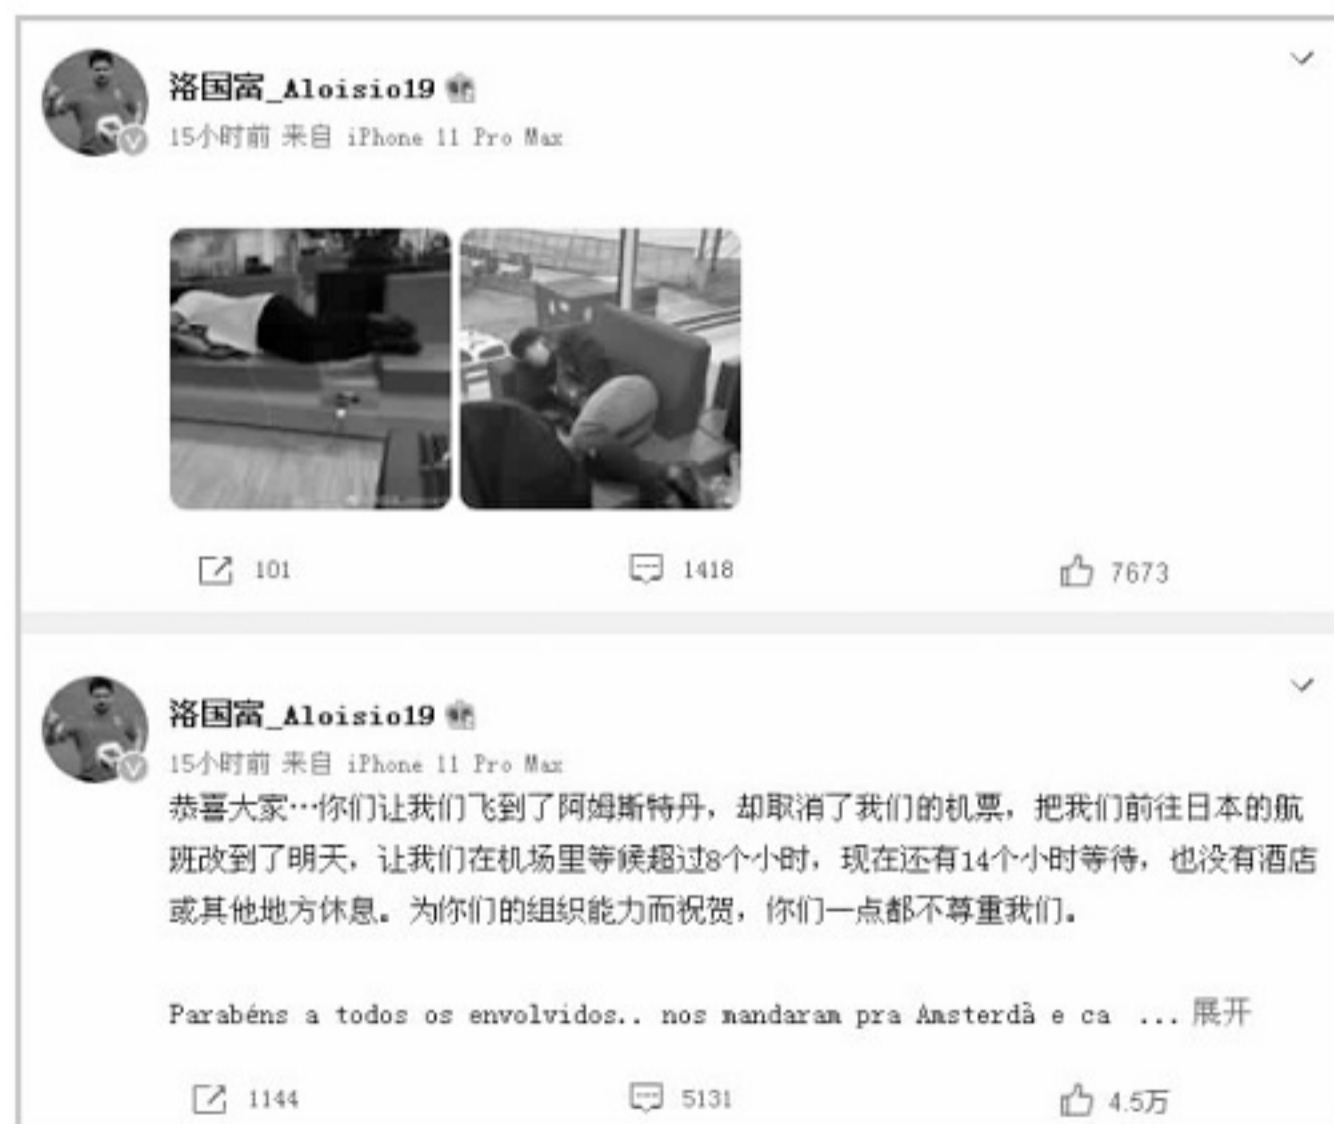 洛国富_Aloisio19
15小时前 来自 iPhone 11 Pro Max
101
1418
7673
洛国富_Aloisio19
15小时前 来自 iPhone 11 Pro Max
恭喜大家…你们让我们飞到了阿姆斯特丹，却取消了我们的机票，把我们前往日本的航
班改到了明天，让我们在机场里等候超过8个小时，现在还有14个小时等待，也没有酒店
或其他地方休息。为你们的组织能力而祝贺，你们一点都不尊重我们。
Parabéns a todos os envolvidos.. nos mandaram pra Amsterdã e ca ... 展开
1144
5131
4.5万